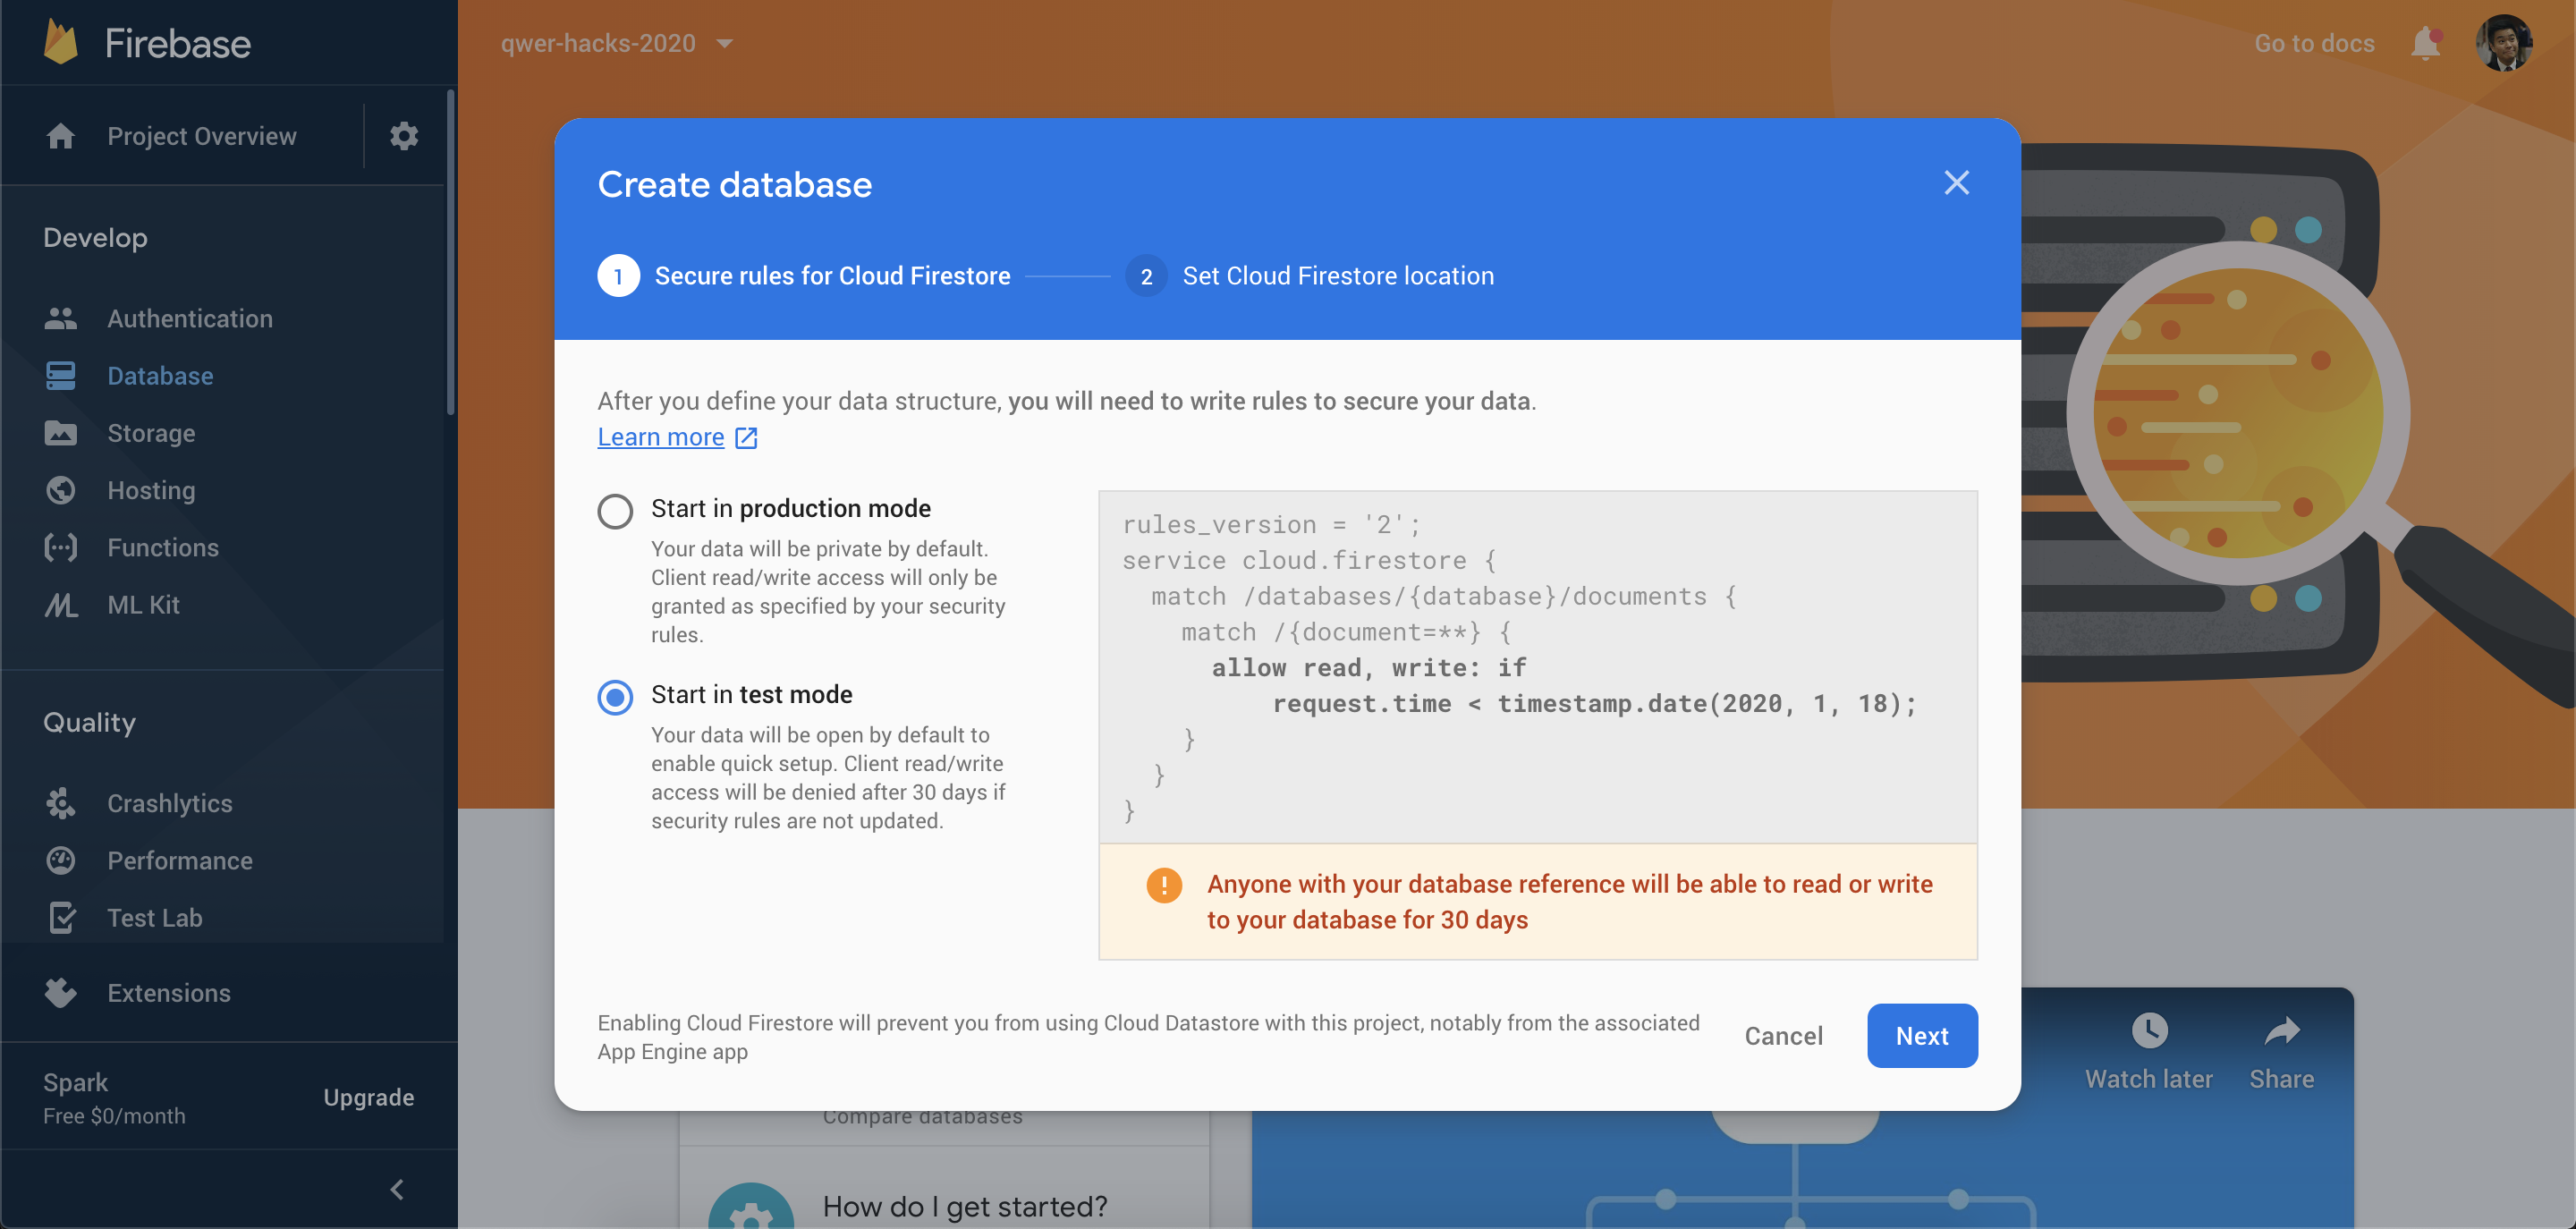 Firebase
qwer-hacks-2020
Go to docs
Project Overview
Develop
Authentication
Database
Storage
Hosting
Functions
ML Kit
Quality
Crashlytics
Performance
Test Lab
Extensions
Spark
Free $0/month
Upgrade
Create database
1 Secure rules for Cloud Firestore
2 Set Cloud Firestore location
After you define your data structure, you will need to write rules to secure your data.
Learn more
Start in production mode
Your data will be private by default.
Client read/write access will only be
granted as specified by your security
rules.
Start in test mode
Your data will be open by default to
enable quick setup. Client read/write
access will be denied after 30 days if
security rules are not updated.
rules_version = '2';
service cloud.firestore {
match /databases/{database}/documents {
match /{document=**} {
allow read, write: if
request.time < timestamp.date(2020, 1, 18);
}
}
}
Anyone with your database reference will be able to read or write
to your database for 30 days
Enabling Cloud Firestore will prevent you from using Cloud Datastore with this project, notably from the associated
App Engine app
Cancel
Next
Watch later
Share
Compare databases
How do I get started?